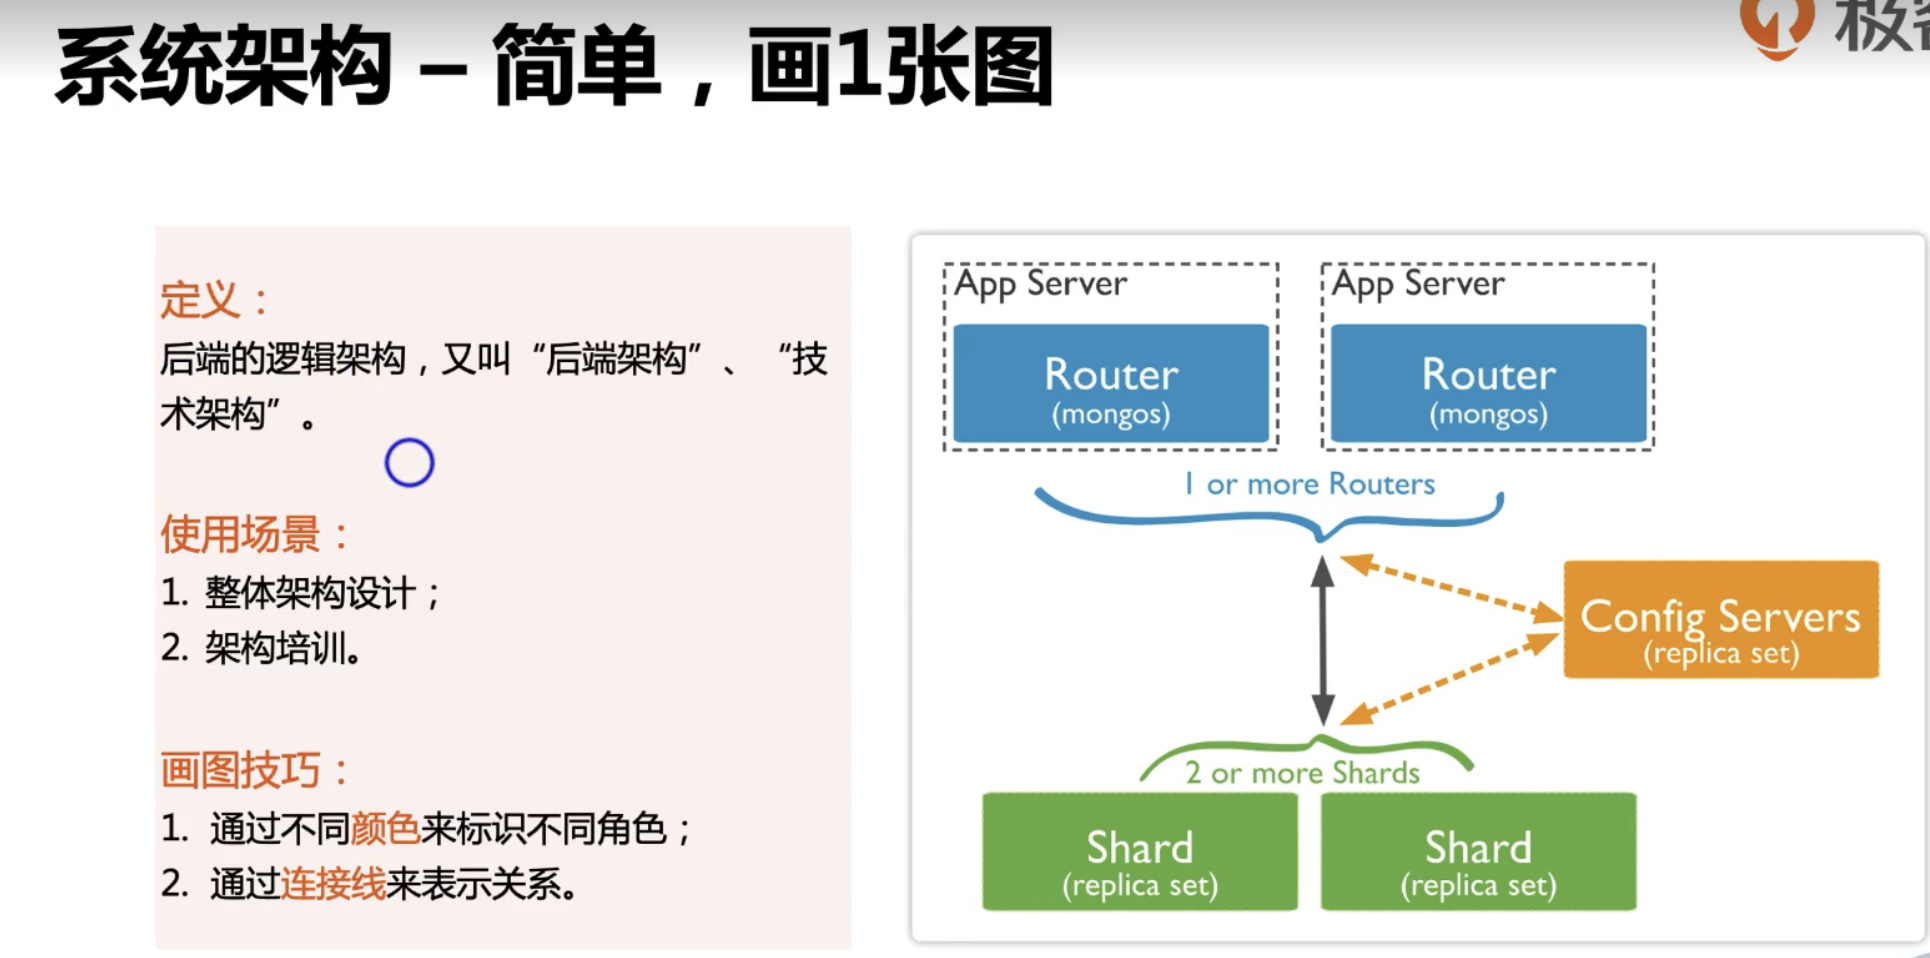 系统架构 – 简单，画1张图
极客
定义：
后端的逻辑架构，又叫“后端架构”、“技
术架构”。
使用场景：
1. 整体架构设计；
2. 架构培训。
画图技巧：
1. 通过不同颜色来标识不同角色；
2. 通过连接线来表示关系。
App Server
App Server
Router
(mongos)
Router
(mongos)
1 or more Routers
Config Servers
(replica set)
2 or more Shards
Shard
(replica set)
Shard
(replica set)